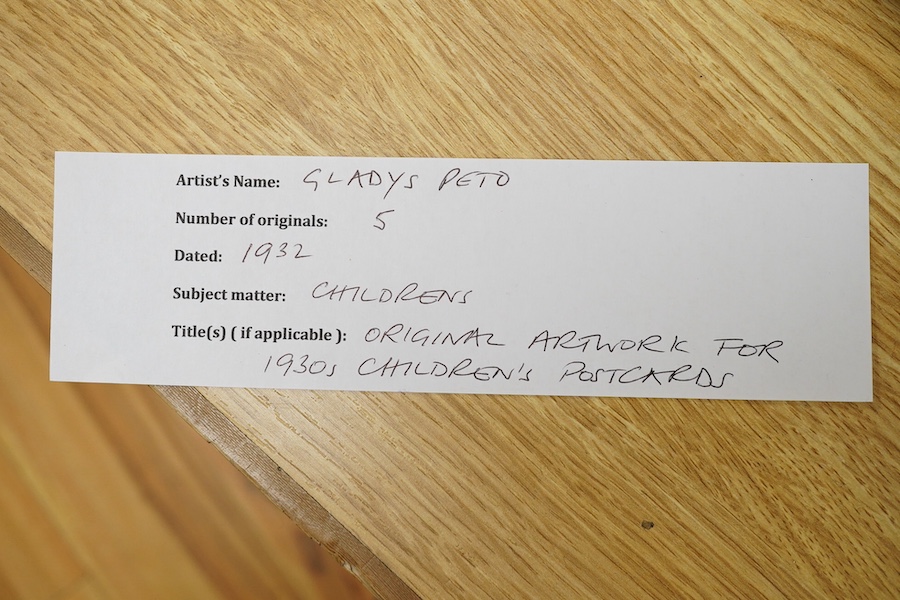 Artist's Name: GLADYS PETO
Number of originals: 5
Dated: 1932
Subject matter: CHILDRENS
Title(s) ( if applicable ): ORIGINAL ARTWORK FOR
1930s CHILDREN'S POSTCARDS